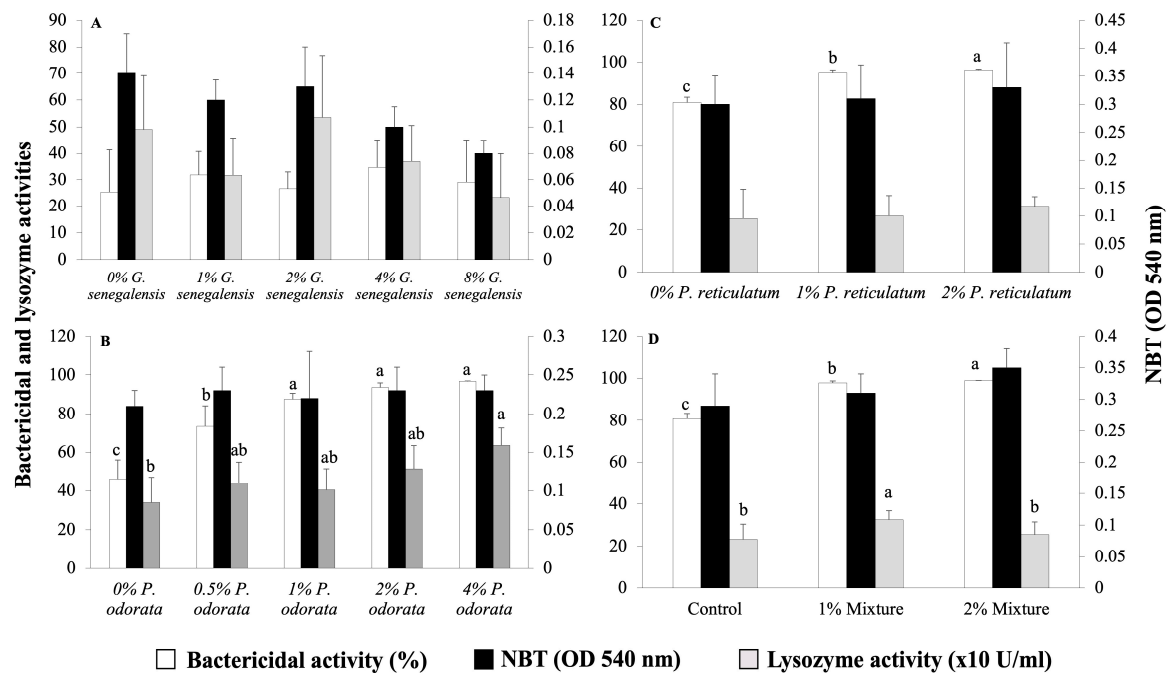 A
90
80
70
60
50
40
30
20
10
0
0.18
0.16
0.14
0.12
0.1
0.08
0.06
0.04
0.02
0
0% G. senegalensis
1% G. senegalensis
2% G. senegalensis
4% G. senegalensis
8% G. senegalensis
B
120
100
80
60
40
20
0
0.3
0.25
0.2
0.15
0.1
0.05
0
c
b
b
ab
a
ab
a
ab
a
a
0% P. odorata
0.5% P. odorata
1% P. odorata
2% P. odorata
4% P. odorata
C
120
100
80
60
40
20
0
0.45
0.4
0.35
0.3
0.25
0.2
0.15
0.1
0.05
0
c
b
a
0% P. reticulatum
1% P. reticulatum
2% P. reticulatum
D
120
100
80
60
40
20
0
0.4
0.35
0.3
0.25
0.2
0.15
0.1
0.05
0
c
b
b
a
a
b
Control
1% Mixture
2% Mixture
Bactericidal and lysozyme activities
NBT (OD 540 nm)
Bactericidal activity (%)
NBT (OD 540 nm)
Lysozyme activity (x10 U/ml)